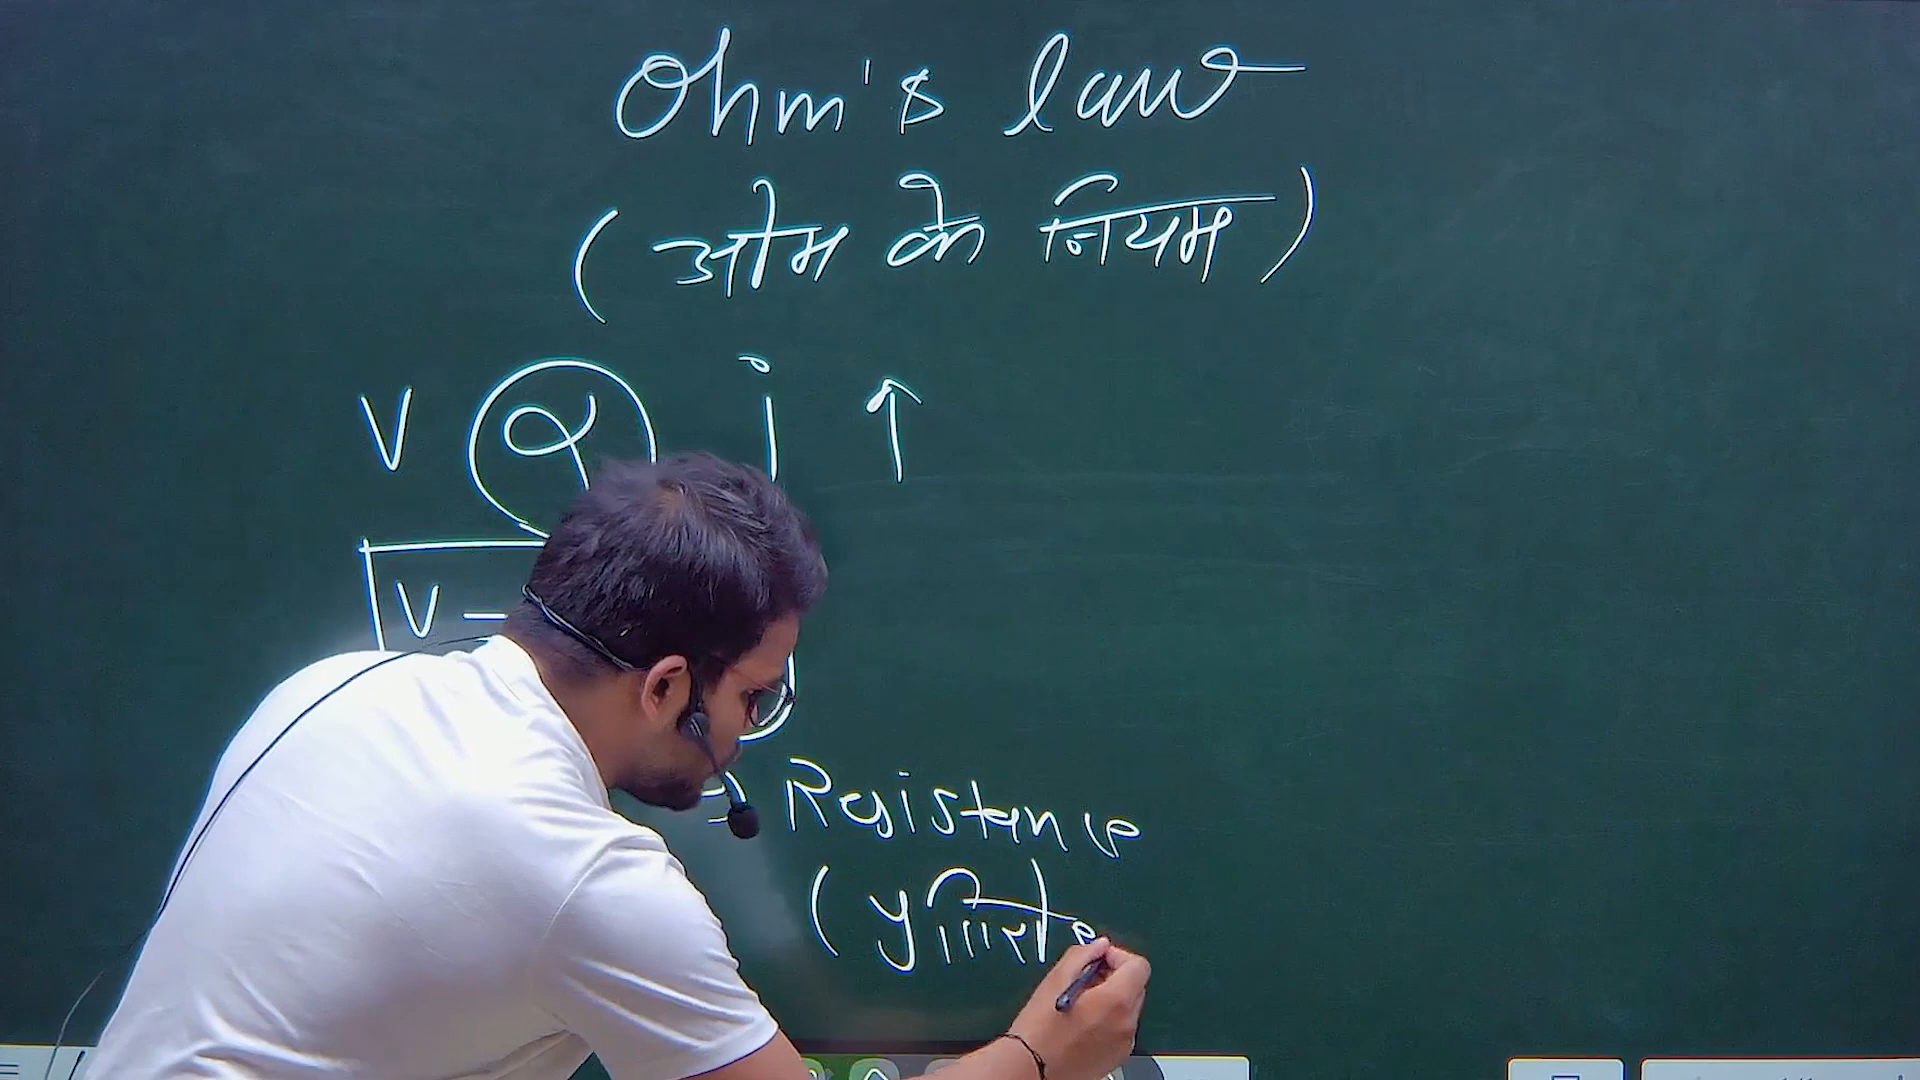 Ohm's law
(ओम के नियम)
V α i ↑
V -
Resistance
(प्रतिरोध